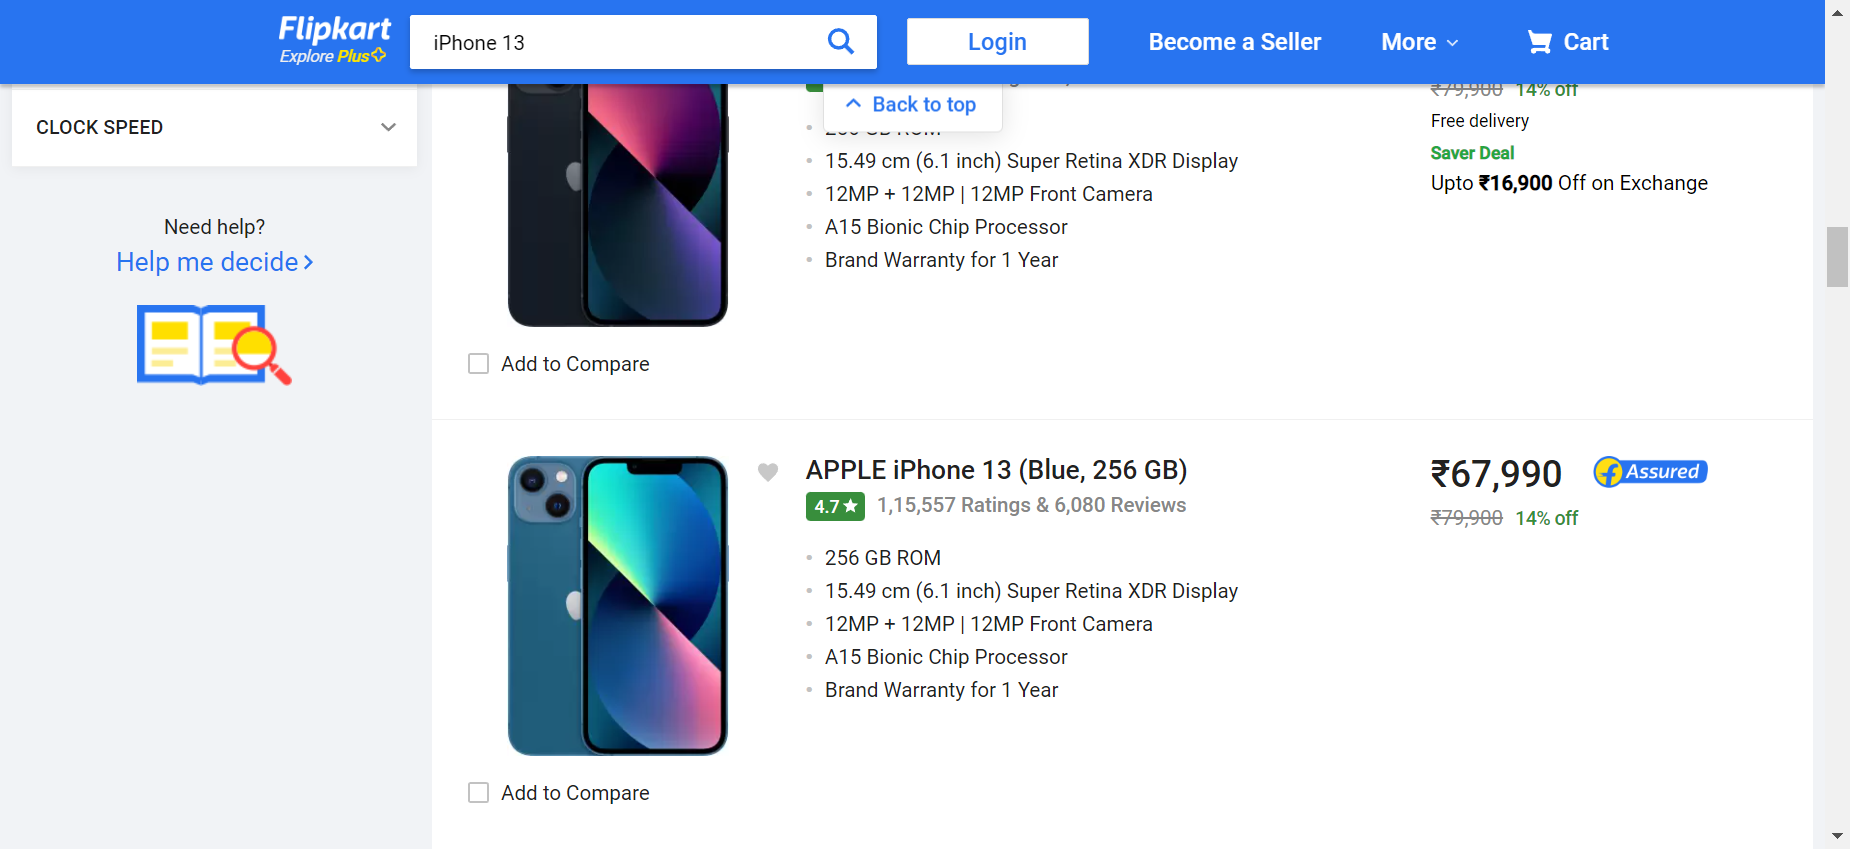 Flipkart
Explore Plus
iPhone 13
Login
Become a Seller
More
Cart
CLOCK SPEED
Need help?
Help me decide
Back to top
15.49 cm (6.1 inch) Super Retina XDR Display
12MP + 12MP | 12MP Front Camera
A15 Bionic Chip Processor
Brand Warranty for 1 Year
₹79,900 14% off
Free delivery
Saver Deal
Upto ₹16,900 Off on Exchange
Add to Compare
APPLE iPhone 13 (Blue, 256 GB)
4.7★ 1,15,557 Ratings & 6,080 Reviews
256 GB ROM
15.49 cm (6.1 inch) Super Retina XDR Display
12MP + 12MP | 12MP Front Camera
A15 Bionic Chip Processor
Brand Warranty for 1 Year
₹67,990
Assured
₹79,900 14% off
Add to Compare